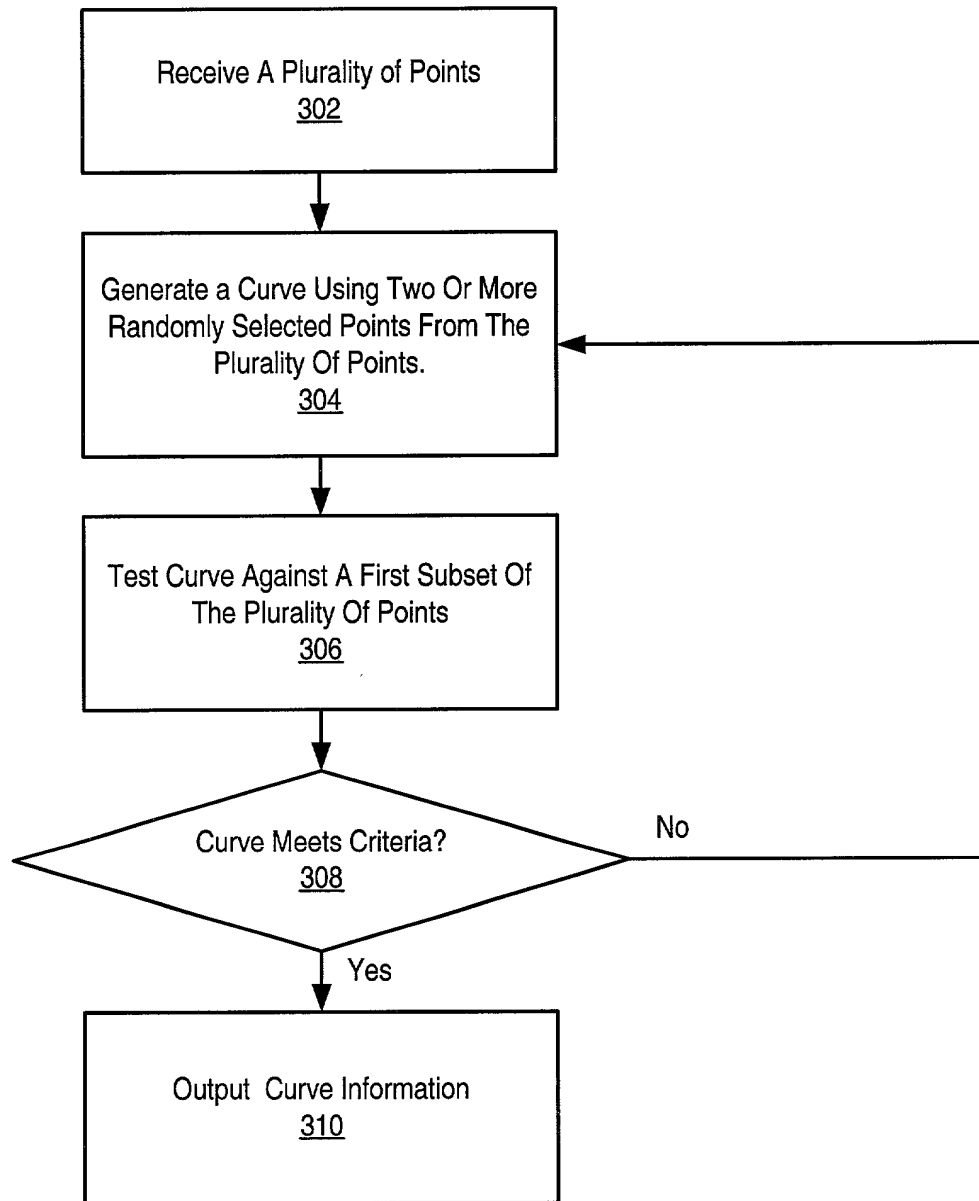 Receive A Plurality of Points
302
Generate a Curve Using Two Or More
Randomly Selected Points From The
Plurality Of Points.
304
Test Curve Against A First Subset Of
The Plurality Of Points
306
Curve Meets Criteria?
308
No
Yes
Output Curve Information
310